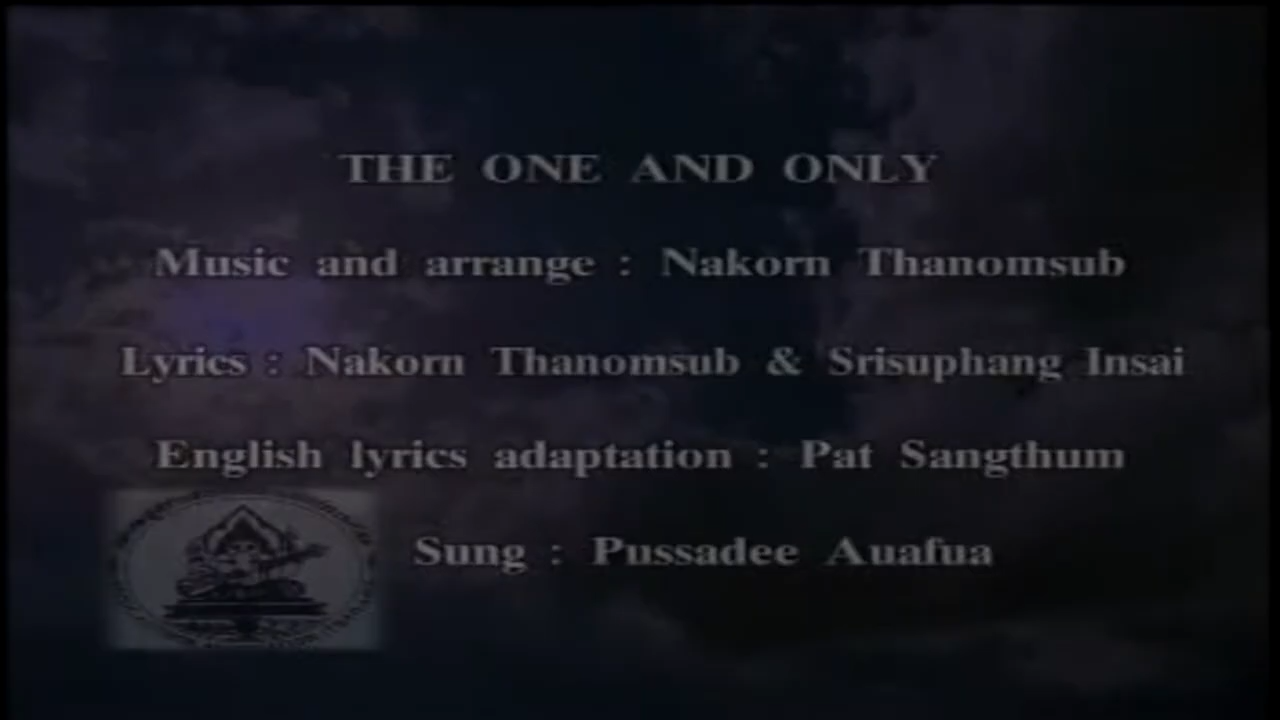 THE ONE AND ONLY
Music and arrange : Nakorn Thanomsub
Lyrics : Nakorn Thanomsub & Srisuphang Insai
English lyrics adaptation : Pat Sangthum
Sung : Pussadee Auafua